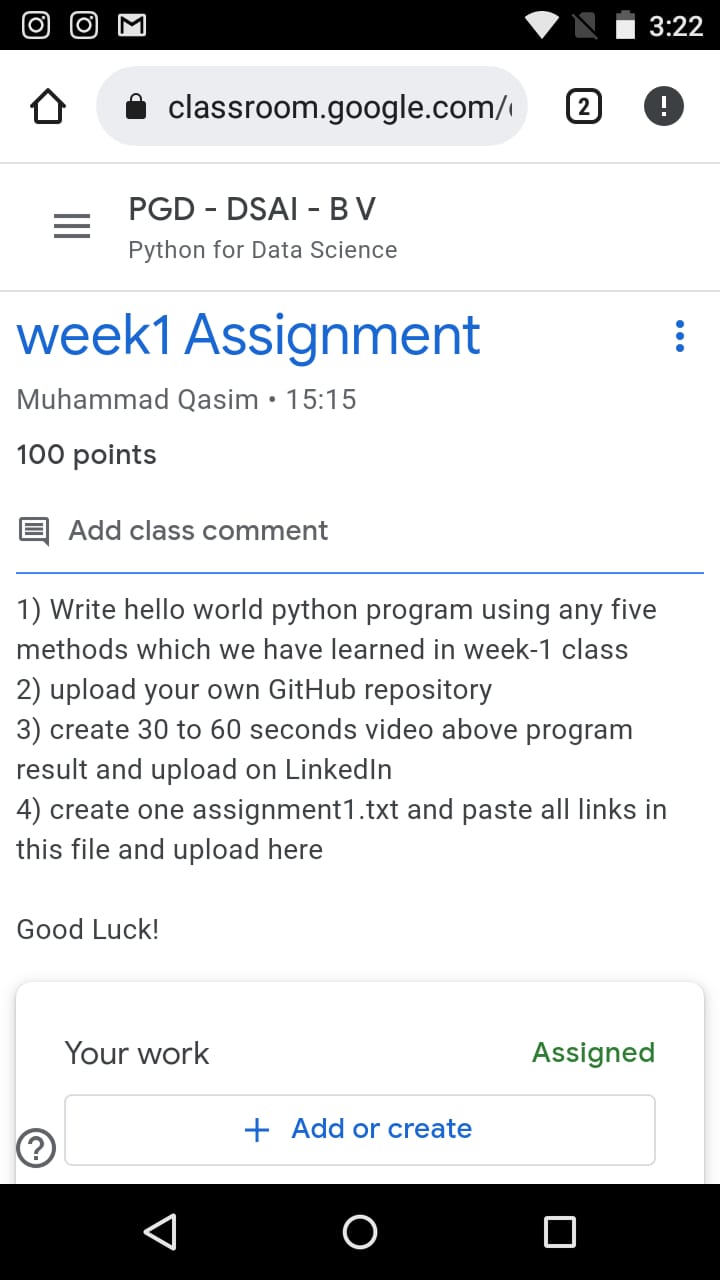 3:22
classroom.google.com/
2
PGD - DSAI - B V
Python for Data Science
week1 Assignment
Muhammad Qasim • 15:15
100 points
Add class comment
1) Write hello world python program using any five
methods which we have learned in week-1 class
2) upload your own GitHub repository
3) create 30 to 60 seconds video above program
result and upload on LinkedIn
4) create one assignment1.txt and paste all links in
this file and upload here
Good Luck!
Your work
Assigned
+ Add or create